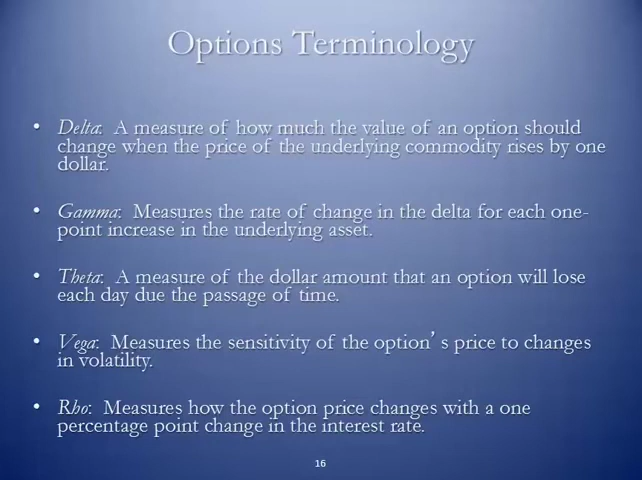 Options Terminology
• Delta: A measure of how much the value of an option should
change when the price of the underlying commodity rises by one
dollar.
• Gamma: Measures the rate of change in the delta for each one-
point increase in the underlying asset.
• Theta: A measure of the dollar amount that an option will lose
each day due the passage of time.
• Vega: Measures the sensitivity of the option’s price to changes
in volatility.
• Rho: Measures how the option price changes with a one
percentage point change in the interest rate.
16